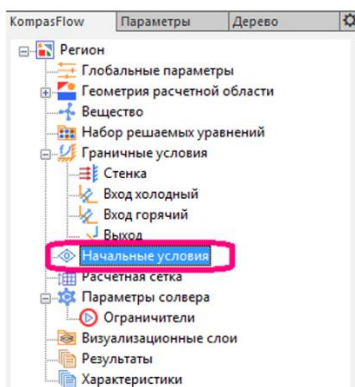 KompasFlow Параметры Дерево
Регион
Глобальные параметры
Геометрия расчетной области
Вещество
Набор решаемых уравнений
Граничные условия
Стенка
Вход холодный
Вход горячий
Выход
Начальные условия
Расчетная сетка
Параметры солвера
Ограничители
Визуализационные слои
Результаты
Характеристики